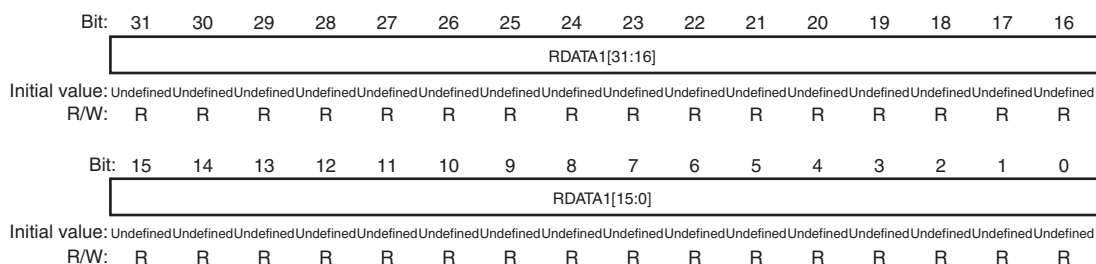 Bit: 31 30 29 28 27 26 25 24 23 22 21 20 19 18 17 16
RDATA1[31:16]
Initial value: Undefined Undefined Undefined Undefined Undefined Undefined Undefined Undefined Undefined Undefined Undefined Undefined Undefined Undefined Undefined Undefined
R/W: R R R R R R R R R R R R R R R R
Bit: 15 14 13 12 11 10 9 8 7 6 5 4 3 2 1 0
RDATA1[15:0]
Initial value: Undefined Undefined Undefined Undefined Undefined Undefined Undefined Undefined Undefined Undefined Undefined Undefined Undefined Undefined Undefined Undefined
R/W: R R R R R R R R R R R R R R R R